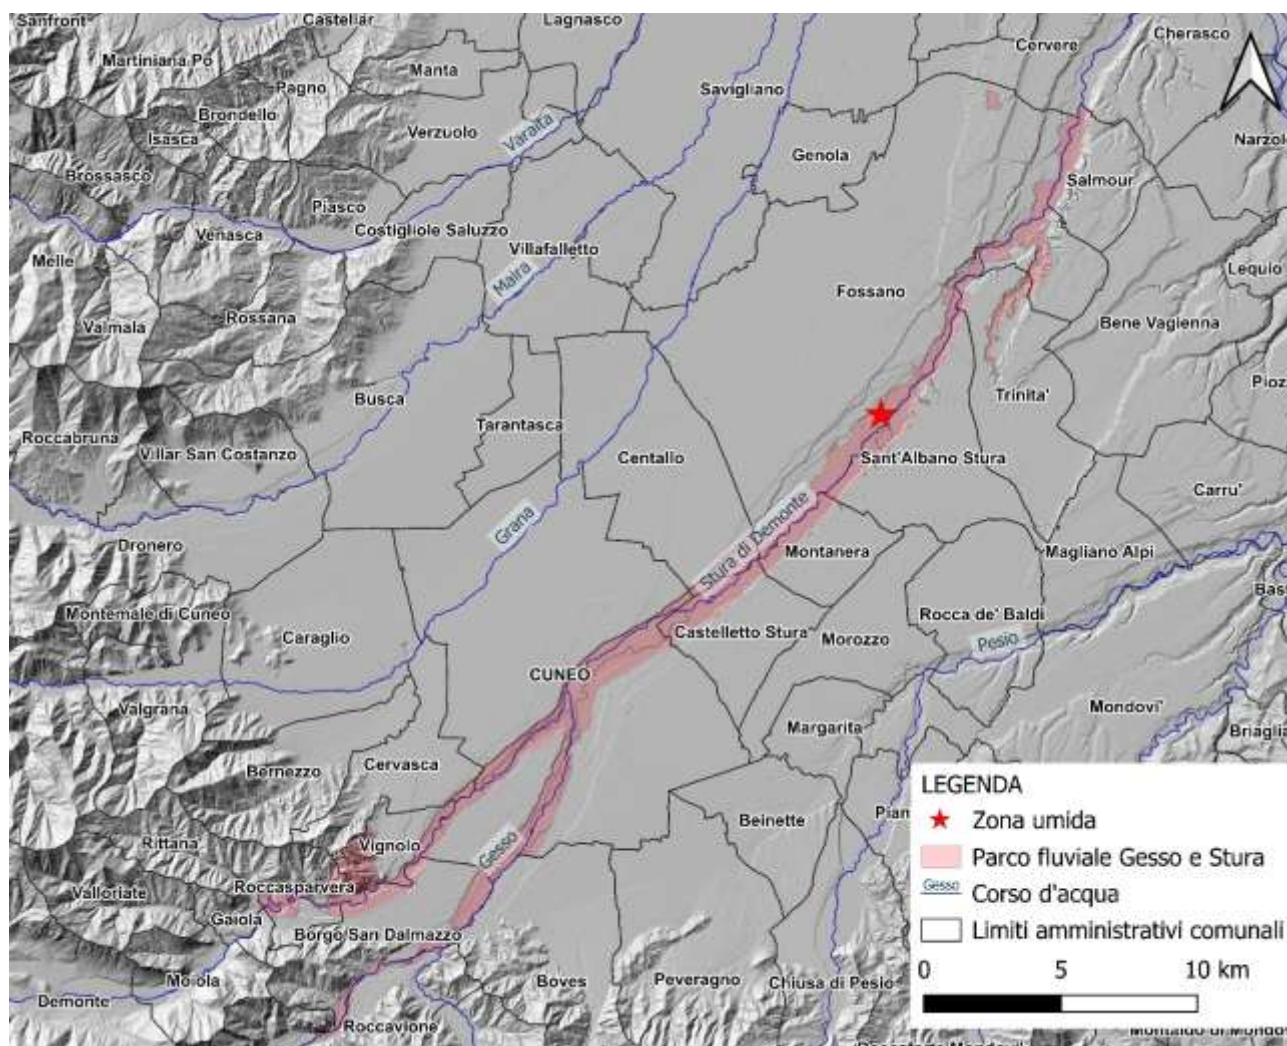 Sanfront
Castellar
Lagnasco
Cervere
Cherasco
Martiniana Po
Manta
Pagno
Savigliano
Brondello
Verzuolo
Varaita
Isasca
Genola
Brossasco
Salmour
Piasco
Costigliole Saluzzo
Venasca
Villafalletto
Melle
Maira
Fossano
Valmala
Rossana
Bene Vagienna
Busca
Trinita'
Roccabruna
Tarantasca
Villar San Costanzo
Centallo
Sant'Albano Stura
Carru'
Grana
Stura di Demonte
Dronero
Montanera
Magliano Alpi
Montemale di Cuneo
Caraglio
Rocca de' Baldi
Castelletto Stura
Morozzo
Pesio
CUNEO
Valgrana
Mondovi'
Margarita
Cervasca
Bernezzo
Beinette
Rittana
Vignolo
Gesso
Valloriate
Roccasparvera
Gaiola
Borgo San Dalmazzo
Moiola
Boves
Peveragno
Chiusa di Pesio
Demonte
Roccavione
LEGENDA
Zona umida
Parco fluviale Gesso e Stura
Gesso
Corso d'acqua
Limiti amministrativi comunali
0 5 10 km